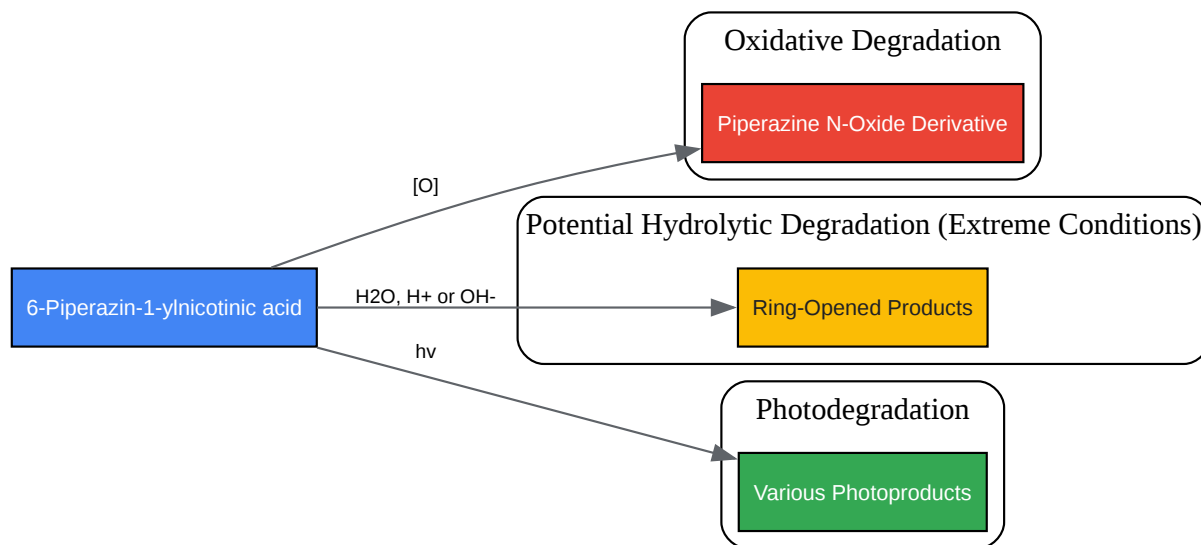 Oxidative Degradation
Piperazine N-Oxide Derivative
[O]
Potential Hydrolytic Degradation (Extreme Conditions)
6-Piperazin-1-ylnicotinic acid
H2O, H+ or OH-
Ring-Opened Products
hv
Photodegradation
Various Photoproducts